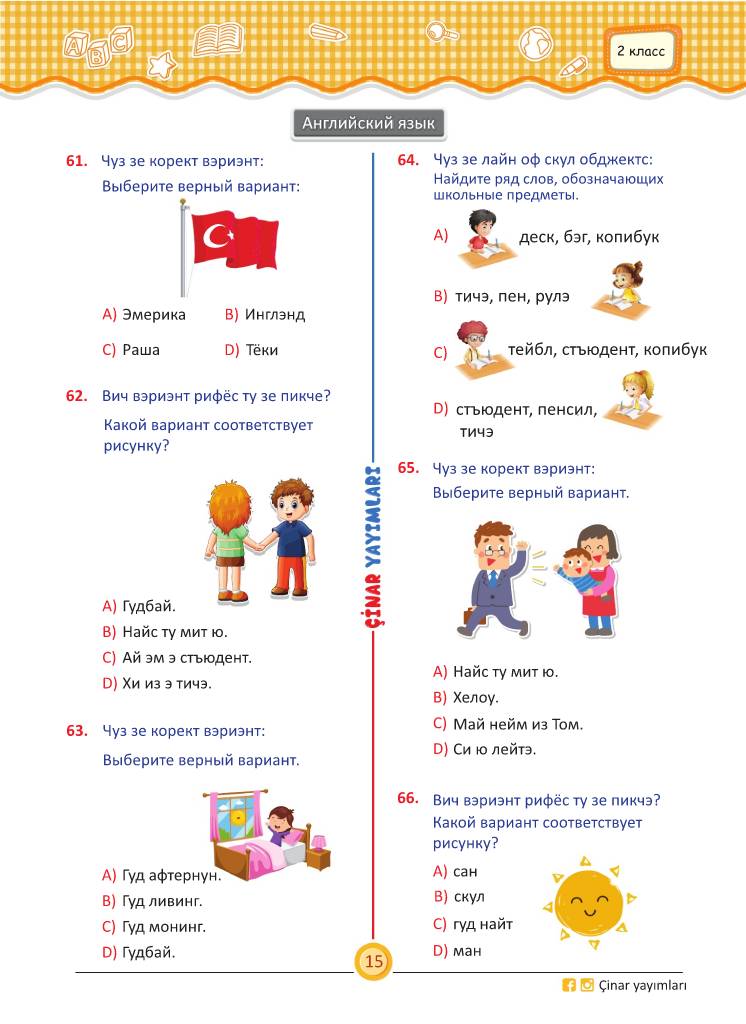 ABC
2 класс
Английский язык
61. Чуз зе корект вэриэнт:
Выберите верный вариант:
A) Эмерика B) Инглэнд
C) Раша D) Тёки
62. Вич вэриэнт рифёс ту зе пикче?
Какой вариант соответствует
рисунку?
A) Гудбай.
B) Найс ту мит ю.
C) Ай эм э стъюдент.
D) Хи из э тичэ.
63. Чуз зе корект вэриэнт:
Выберите верный вариант.
A) Гуд афтернун.
B) Гуд ливинг.
C) Гуд монинг.
D) Гудбай.
ÇİNAR YAYIMLARI
64. Чуз зе лайн оф скул обджектс:
Найдите ряд слов, обозначающих
школьные предметы.
A) деск, бэг, копибук
B) тичэ, пен, рулэ
C) тейбл, стъюдент, копибук
D) стъюдент, пенсил,
тичэ
65. Чуз зе корект вэриэнт:
Выберите верный вариант.
A) Найс ту мит ю.
B) Хелоу.
C) Май нейм из Том.
D) Си ю лейтэ.
66. Вич вэриэнт рифёс ту зе пикчэ?
Какой вариант соответствует
рисунку?
A) сан
B) скул
C) гуд найт
D) ман
15
Çinar yayımları